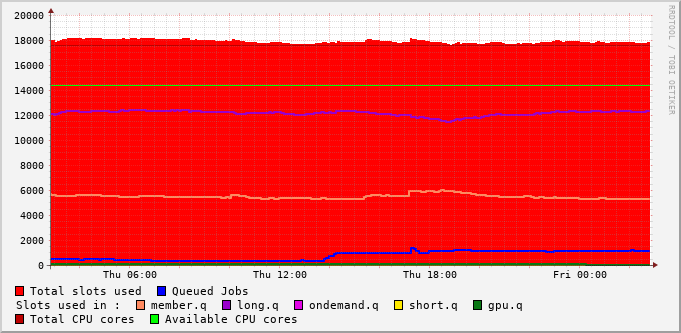 20000
18000
16000
14000
12000
10000
8000
6000
4000
2000
0
Thu 06:00 Thu 12:00 Thu 18:00 Fri 00:00
RRDTOOL / TOBI OETIKER
Total slots used Queued Jobs
Slots used in : member.q long.q ondemand.q short.q gpu.q
Total CPU cores Available CPU cores